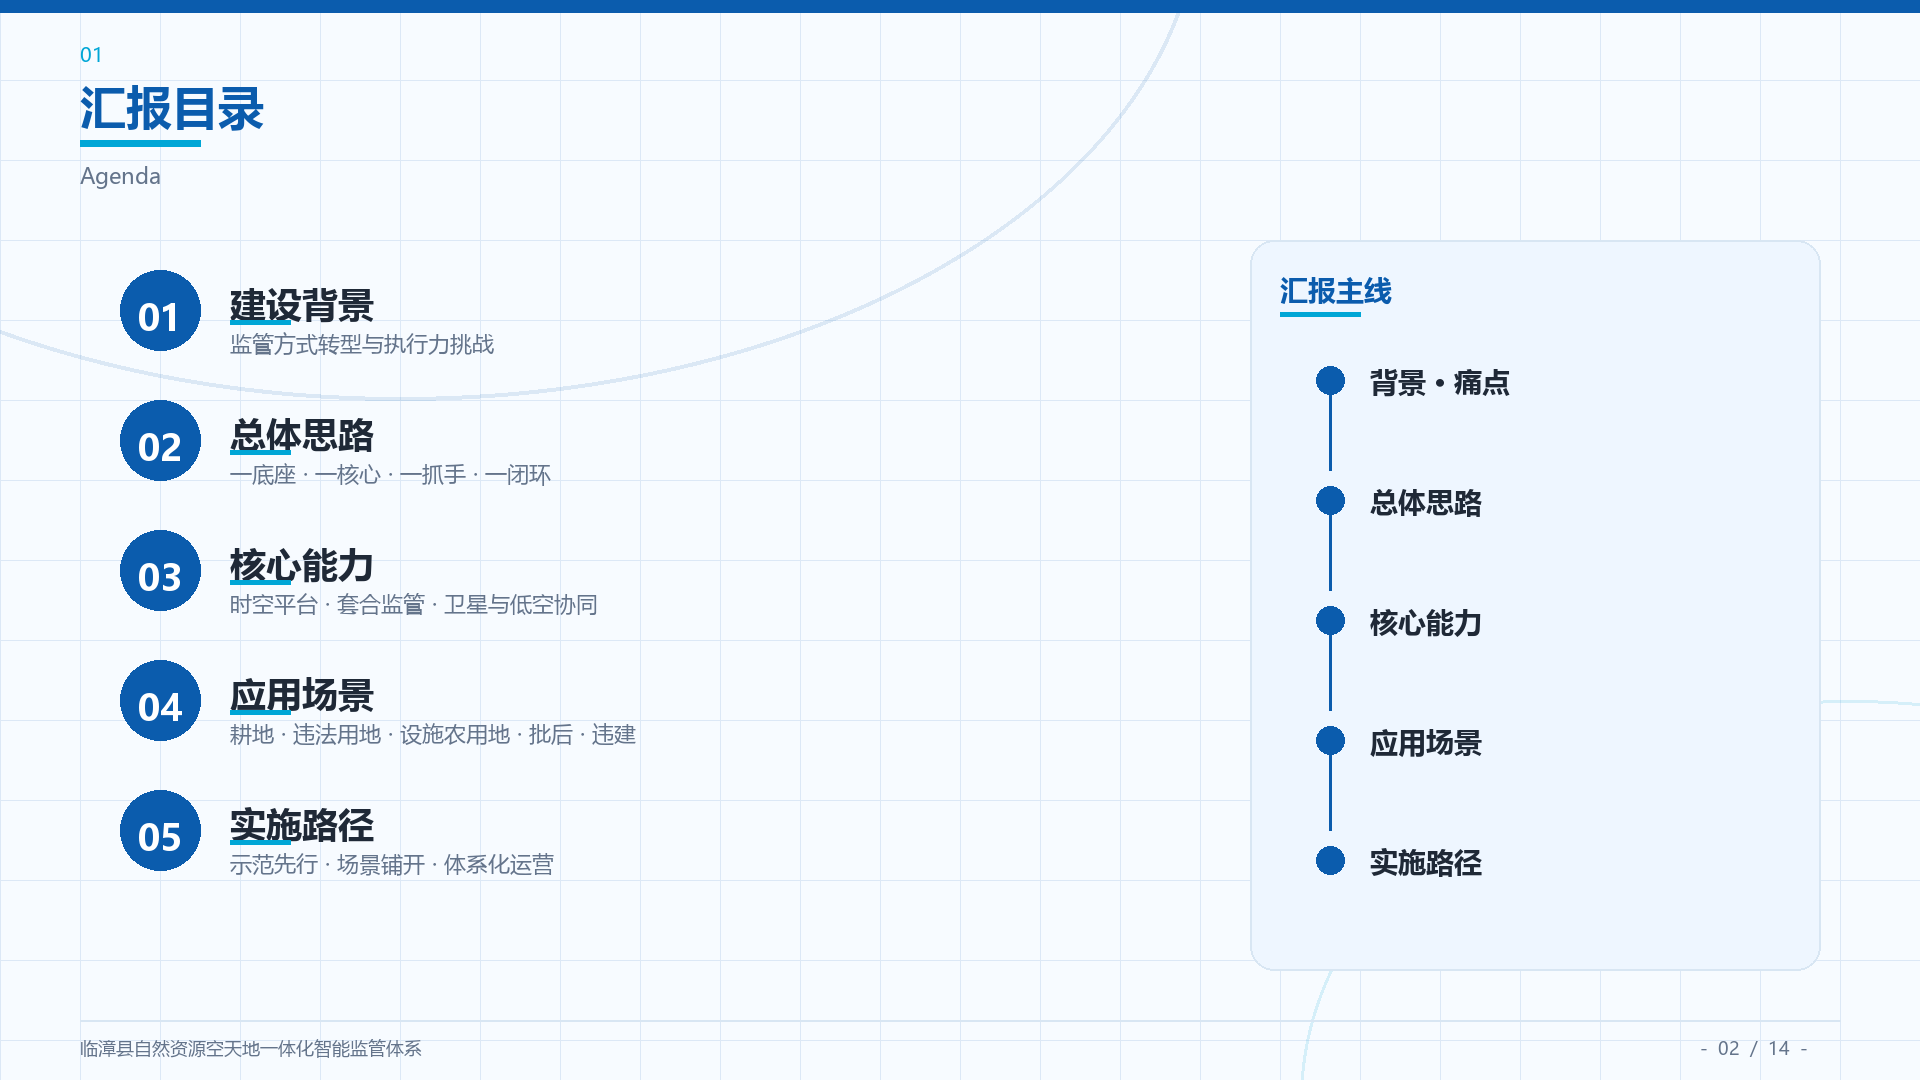 01
汇报目录
Agenda
01
建设背景
监管方式转型与执行力挑战
02
总体思路
一底座 · 一核心 · 一抓手 · 一闭环
03
核心能力
时空平台 · 套合监管 · 卫星与低空协同
04
应用场景
耕地 · 违法用地 · 设施农用地 · 批后 · 违建
05
实施路径
示范先行 · 场景铺开 · 体系化运营
汇报主线
背景 • 痛点
总体思路
核心能力
应用场景
实施路径
临漳县自然资源空天地一体化智能监管体系
- 02 / 14 -